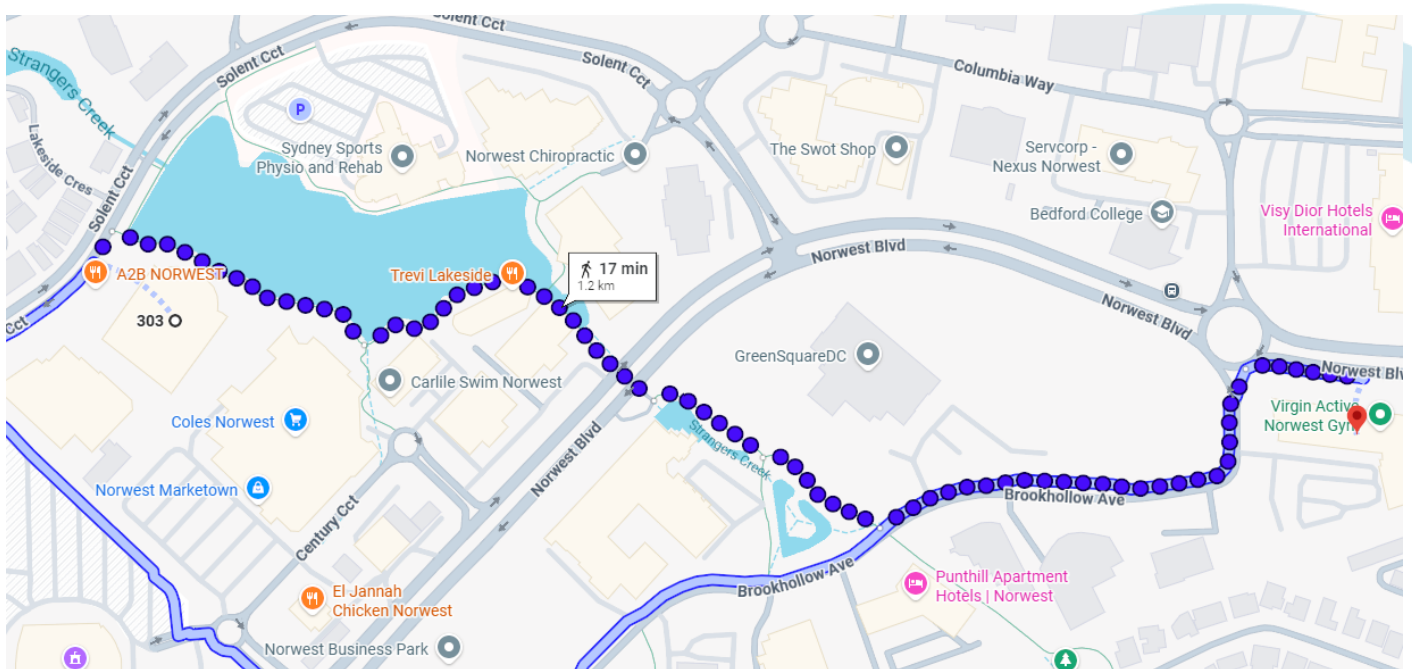 Solent Cct
Solent Cct
Solent Cct
Columbia Way
Strangers Creek
P
Sydney Sports
Physio and Rehab
Norwest Chiropractic
The Swot Shop
Servcorp -
Nexus Norwest
Lakeside Cres
Solent Cct
Bedford College
Visy Dior Hotels
International
Norwest Blvd
A2B NORWEST
Trevi Lakeside
17 min
1.2 km
303
Cct
Norwest Blvd
GreenSquareDC
Norwest Blv
Carlile Swim Norwest
Virgin Active
Norwest Gym
Coles Norwest
Strangers Creek
Norwest Blvd
Norwest Marketown
Brookhollow Ave
Century Cct
Brookhollow Ave
Punthill Apartment
Hotels | Norwest
El Jannah
Chicken Norwest
Norwest Business Park